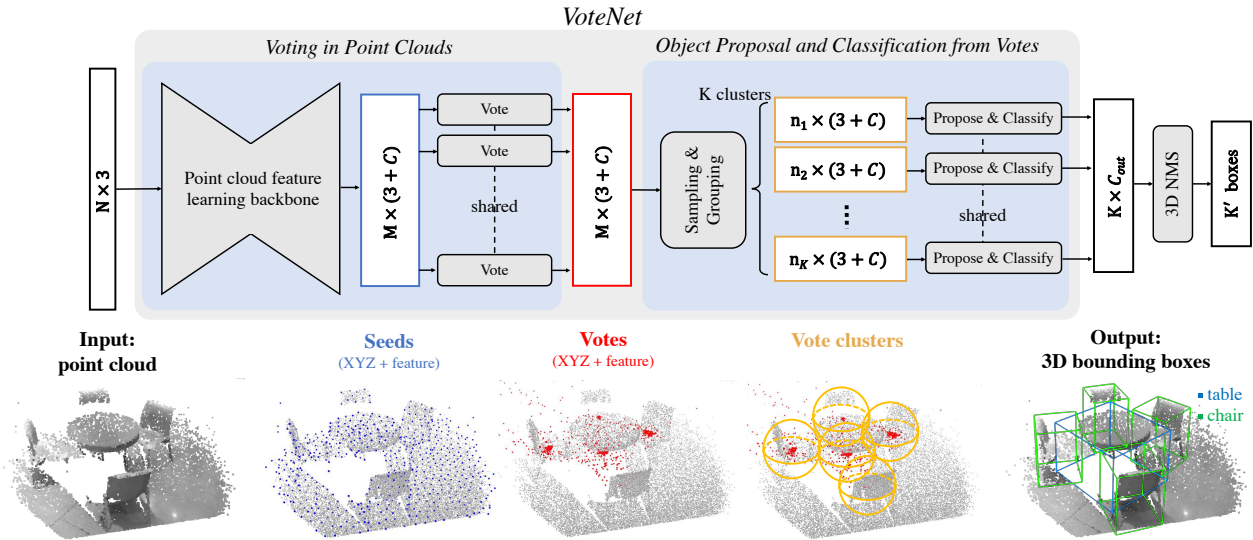 VoteNet
Voting in Point Clouds
Object Proposal and Classification from Votes
N × 3
Point cloud feature
learning backbone
M × (3 + C)
Vote
Vote
shared
Vote
M × (3 + C)
Sampling &
Grouping
K clusters
n₁ × (3 + C)
n₂ × (3 + C)
⋮
n_K × (3 + C)
Propose & Classify
Propose & Classify
shared
Propose & Classify
K × C_out
3D NMS
K′ boxes
Input:
point cloud
Seeds
(XYZ + feature)
Votes
(XYZ + feature)
Vote clusters
Output:
3D bounding boxes
table
chair